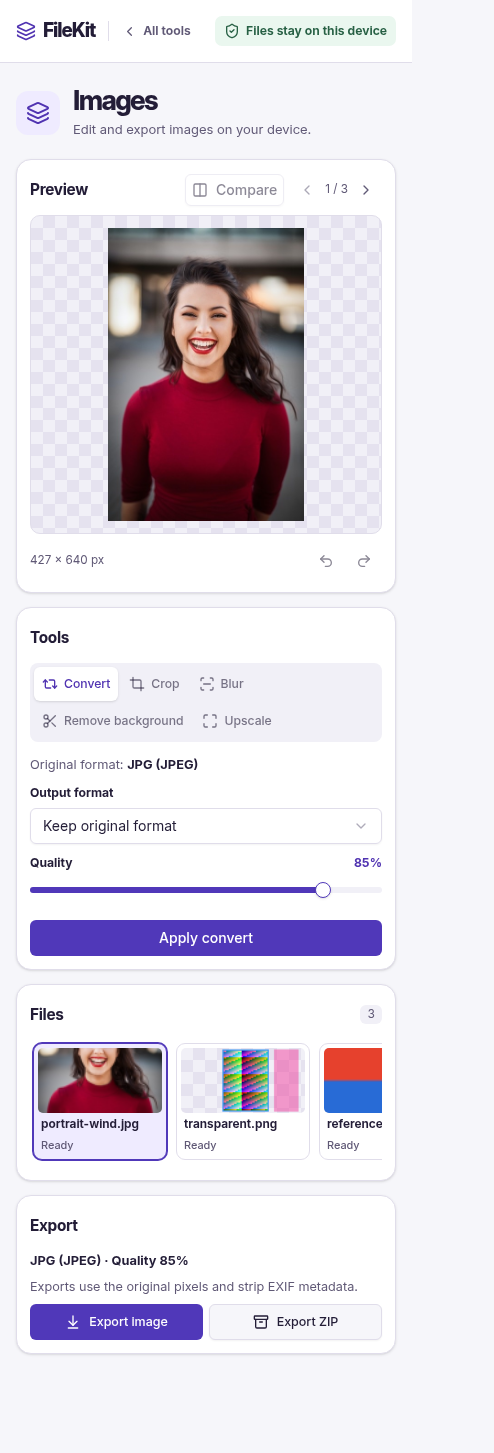 FileKit
All tools
Files stay on this device
Images
Edit and export images on your device.
Preview
Compare
1 / 3
427 × 640 px
Tools
Convert
Crop
Blur
Remove background
Upscale
Original format: JPG (JPEG)
Output format
Keep original format
Quality
85%
Apply convert
Files
3
portrait-wind.jpg
Ready
transparent.png
Ready
reference
Ready
Export
JPG (JPEG) · Quality 85%
Exports use the original pixels and strip EXIF metadata.
Export Image
Export ZIP